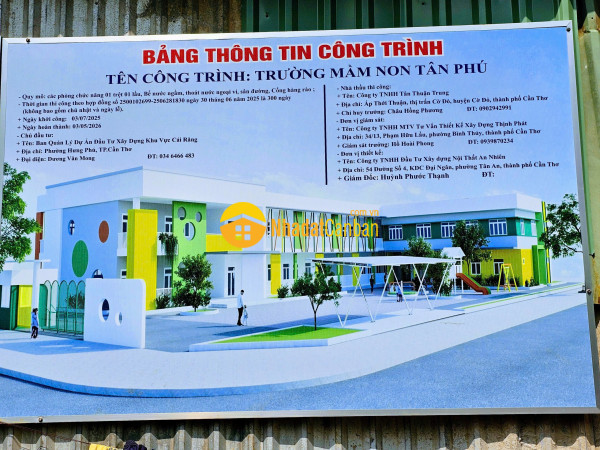 BẢNG THÔNG TIN CÔNG TRÌNH
TÊN CÔNG TRÌNH: TRƯỜNG MẦM NON TÂN PHÚ
- Quy mô: các phòng chức năng 01 trệt 01 lầu, Bể nước ngầm, thoát nước ngoại vi, sân đường, Cổng hàng rào ;
- Thời gian thi công theo hợp đồng số 2500102699-2506281830 ngày 30 tháng 06 năm 2025 là 300 ngày
(không bao gồm chủ nhật và ngày lễ).
+ Ngày khởi công: 03/07/2025
+ Ngày hoàn thành: 03/05/2026
- Chủ đầu tư:
+ Tên: Ban Quản Lý Dự Án Đầu Tư Xây Dựng Khu Vực Cái Răng
+ Địa chỉ: Phường Hưng Phú, TP.Cần Thơ
+ Đại diện: Dương Văn Mong ĐT: 034 6466 483
- Nhà thầu thi công:
+ Tên: Công ty TNHH Tân Thuận Trung
+ Địa chỉ: Ấp Thới Thuận, thị trấn Cờ Đỏ, huyện Cờ Đỏ, thành phố Cần Thơ
+ Chỉ huy trưởng: Châu Hồng Phương ĐT: 0902942991
- Đơn vị giám sát:
+ Tên: Công ty TNHH MTV Tư Vấn Thiết Kế Xây Dựng Thịnh Phát
+ Địa chỉ: 34/13, Phạm Hữu Lầu, phường Bình Thủy, thành phố Cần Thơ
+ Giám sát trưởng: Hồ Hoài Phong ĐT: 0939870234
- Đơn vị thiết kế:
+ Tên: Công ty TNHH Đầu Tư Xây dựng Nội Thất An Nhiên
+ Địa chỉ: 54 Đường Số 4, KDC Đại Ngân, phường Tân An, thành phố Cần Thơ
+ Giám Đốc: Huỳnh Phước Thạnh ĐT:
.com.vn
NhadatCanban